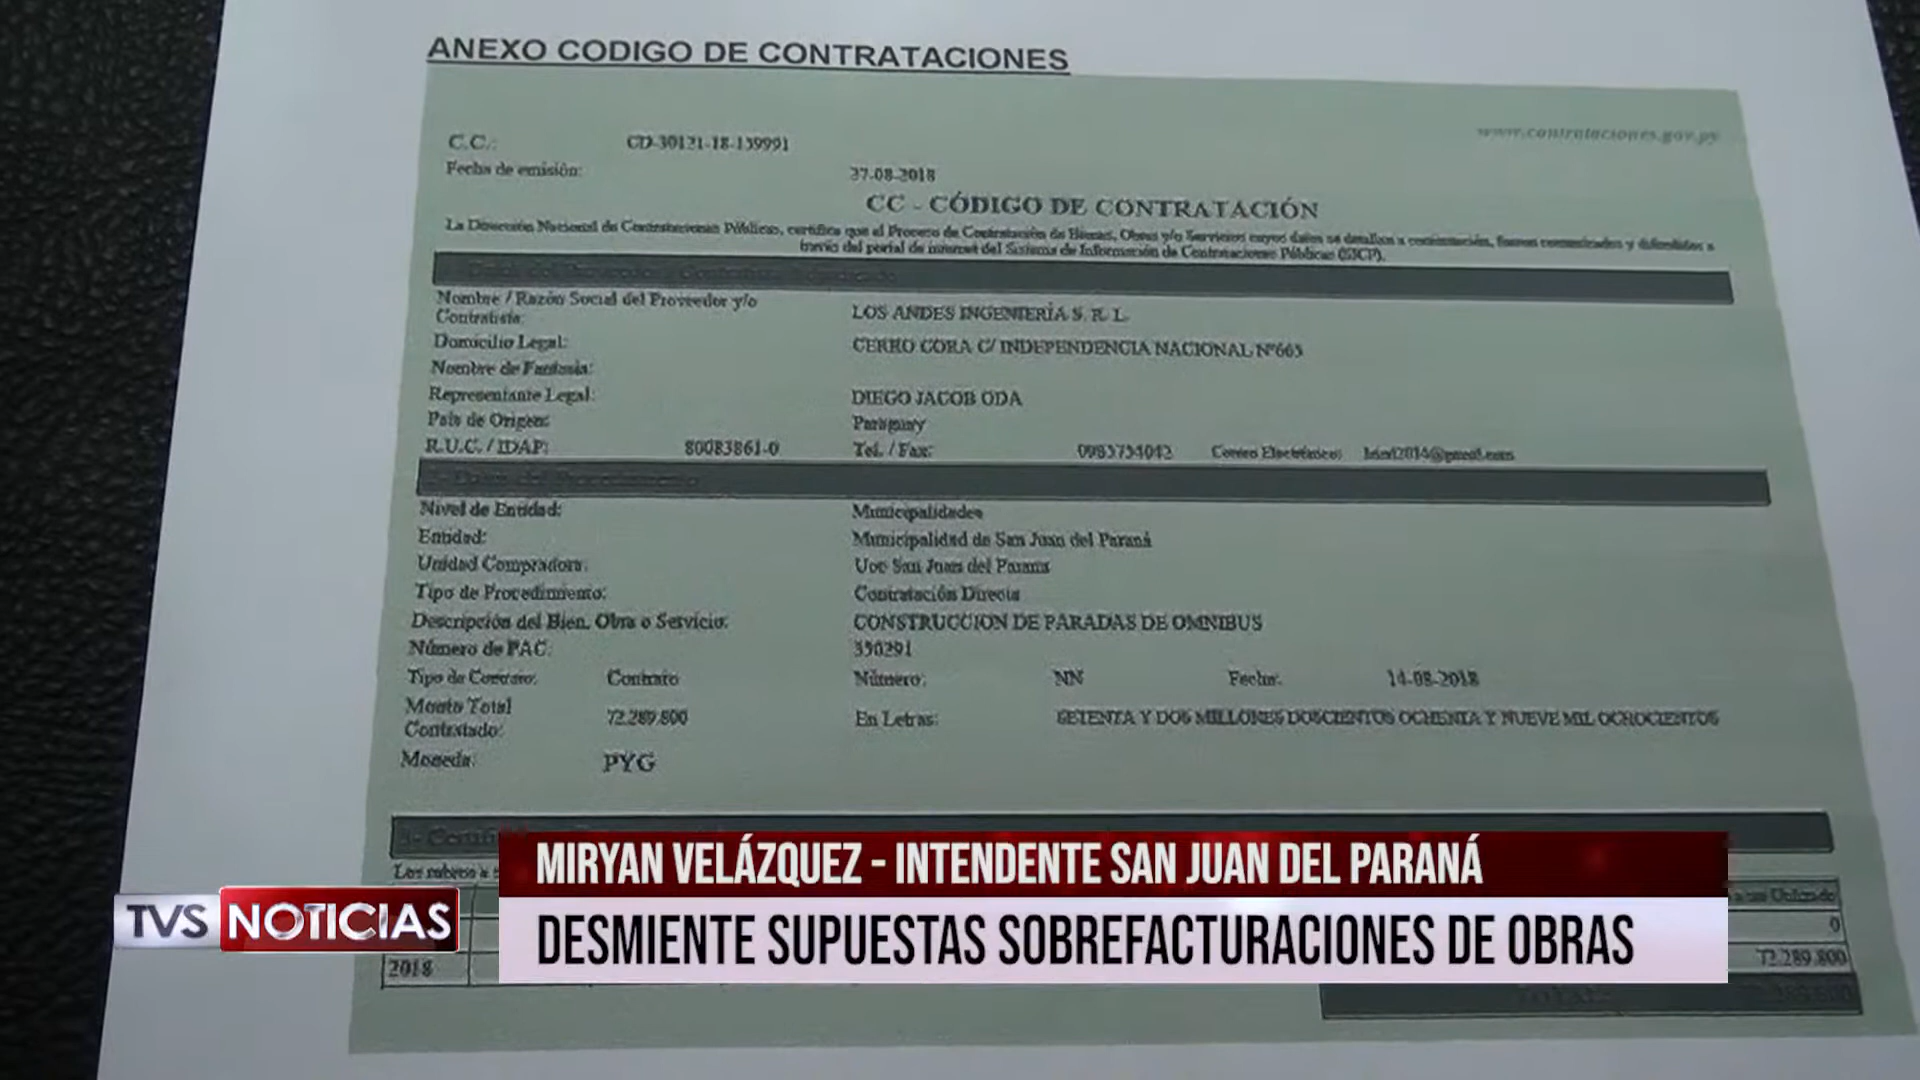 ANEXO CODIGO DE CONTRATACIONES
www.contrataciones.gov.py
C.C.: CD-30121-18-159991
Fecha de emisión: 27-08-2018
CC - CÓDIGO DE CONTRATACIÓN
La Dirección Nacional de Contrataciones Públicas, certifica que el Proceso de Contratación de Bienes, Obras y/o Servicios cuyos datos se detallan a continuación, fueron comunicados y difundidos a
través del portal de internet del Sistema de Información de Contrataciones Públicas (SICP).
Nombre / Razón Social del Proveedor y/o
Contratista: LOS ANDES INGENIERÍA S. R. L.
Domicilio Legal: CERRO CORA C/ INDEPENDENCIA NACIONAL Nº665
Nombre de Fantasia:
Representante Legal: DIEGO JACOB ODA
País de Origen: Paraguay
R.U.C. / IDAP: 80083861-0 Tel. / Fax: Correo Electrónico:
Nivel de Entidad: Municipalidades
Entidad: Municipalidad de San Juan del Paraná
Unidad Compradora: Uoc San Juan del Parana
Tipo de Procedimiento: Contratación Directa
Descripción del Bien, Obra o Servicio: CONSTRUCCION DE PARADAS DE OMNIBUS
Número de PAC: 350291
Tipo de Contrato: Contrato Número: NN Fecha: 14-08-2018
Monto Total
Contratado: 72.289.800 En Letras: SETENTA Y DOS MILLONES DOSCIENTOS OCHENTA Y NUEVE MIL OCHOCIENTOS
Moneda: PYG
MIRYAN VELÁZQUEZ - INTENDENTE SAN JUAN DEL PARANÁ
TVS NOTICIAS
DESMIENTE SUPUESTAS SOBREFACTURACIONES DE OBRAS
0
2018 72.289.800